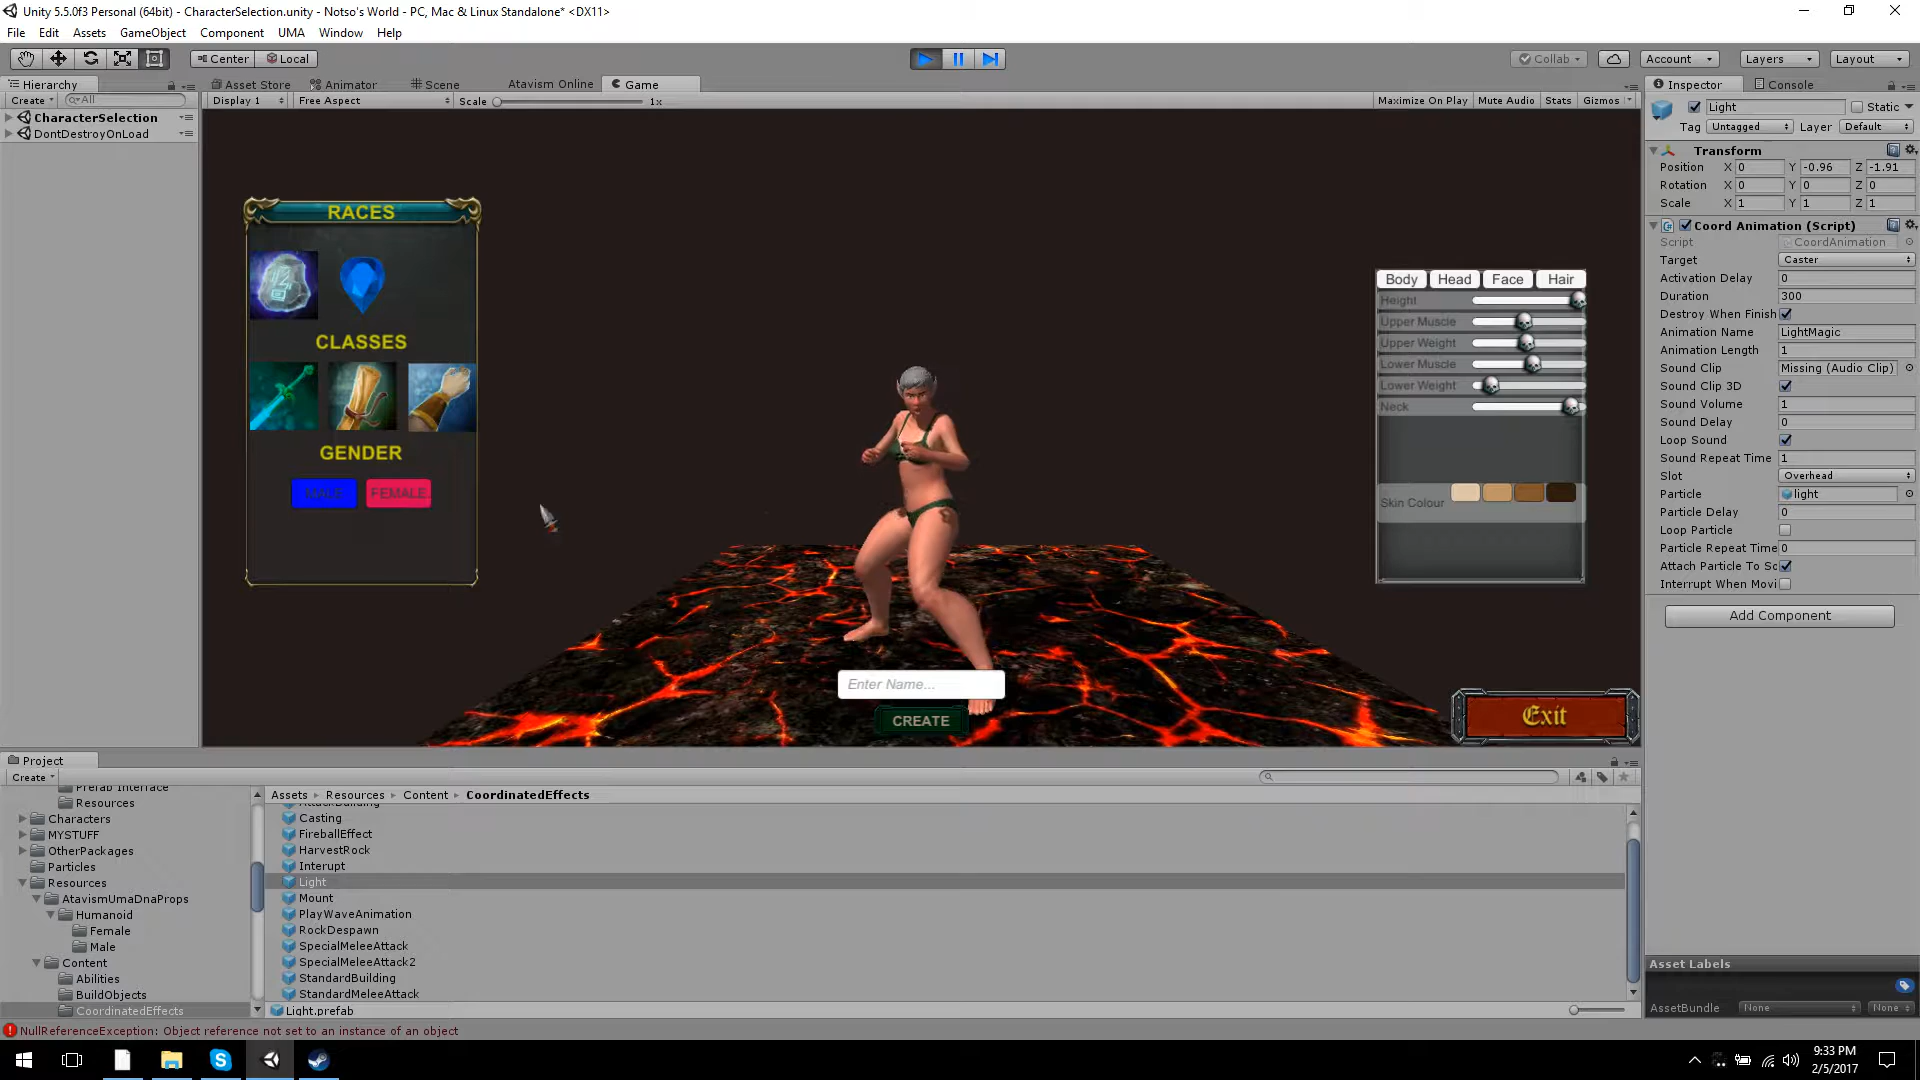 Unity 5.5.0f3 Personal (64bit) - CharacterSelection.unity - Notso's World - PC, Mac & Linux Standalone* <DX11>
File Edit Assets GameObject Component UMA Window Help
Center Local
Collab Account Layers Layout
Hierarchy Asset Store Animator Scene Atavism Online Game Inspector Console
Create All Display 1 Free Aspect Scale 1x Maximize On Play Mute Audio Stats Gizmos
CharacterSelection
DontDestroyOnLoad
RACES
CLASSES
GENDER
MALE FEMALE
Enter Name...
CREATE
Body Head Face Hair
Height
Upper Muscle
Upper Weight
Lower Muscle
Lower Weight
Neck
Skin Colour
Exit
Light Static
Tag Untagged Layer Default
Transform
Position X 0 Y -0.96 Z -1.91
Rotation X 0 Y 0 Z 0
Scale X 1 Y 1 Z 1
Coord Animation (Script)
Script CoordAnimation
Target Caster
Activation Delay 0
Duration 300
Destroy When Finish
Animation Name LightMagic
Animation Length 1
Sound Clip Missing (Audio Clip)
Sound Clip 3D
Sound Volume 1
Sound Delay 0
Loop Sound
Sound Repeat Time 1
Slot Overhead
Particle light
Particle Delay 0
Loop Particle
Particle Repeat Time 0
Attach Particle To So
Interrupt When Movi
Add Component
Asset Labels
AssetBundle None None
Project
Create
Prefab Interface
Resources
Characters
MYSTUFF
OtherPackages
Particles
Resources
AtavismUmaDnaProps
Humanoid
Female
Male
Content
Abilities
BuildObjects
CoordinatedEffects
Assets Resources Content CoordinatedEffects
AttackBuilding
Casting
FireballEffect
HarvestRock
Interupt
Light
Mount
PlayWaveAnimation
RockDespawn
SpecialMeleeAttack
SpecialMeleeAttack2
StandardBuilding
StandardMeleeAttack
Light.prefab
NullReferenceException: Object reference not set to an instance of an object
9:33 PM
2/5/2017